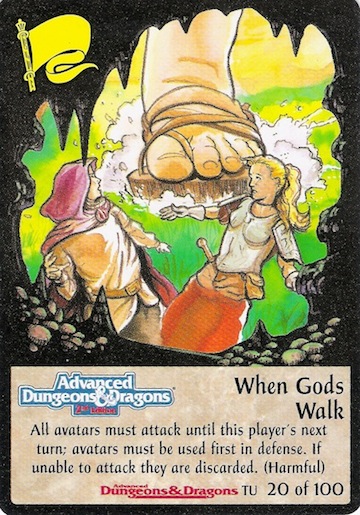 When Gods
Walk
Advanced
Dungeons & Dragons
2nd Edition
All avatars must attack until this player's next
turn; avatars must be used first in defense. If
unable to attack they are discarded. (Harmful)
Advanced
Dungeons & Dragons TU 20 of 100